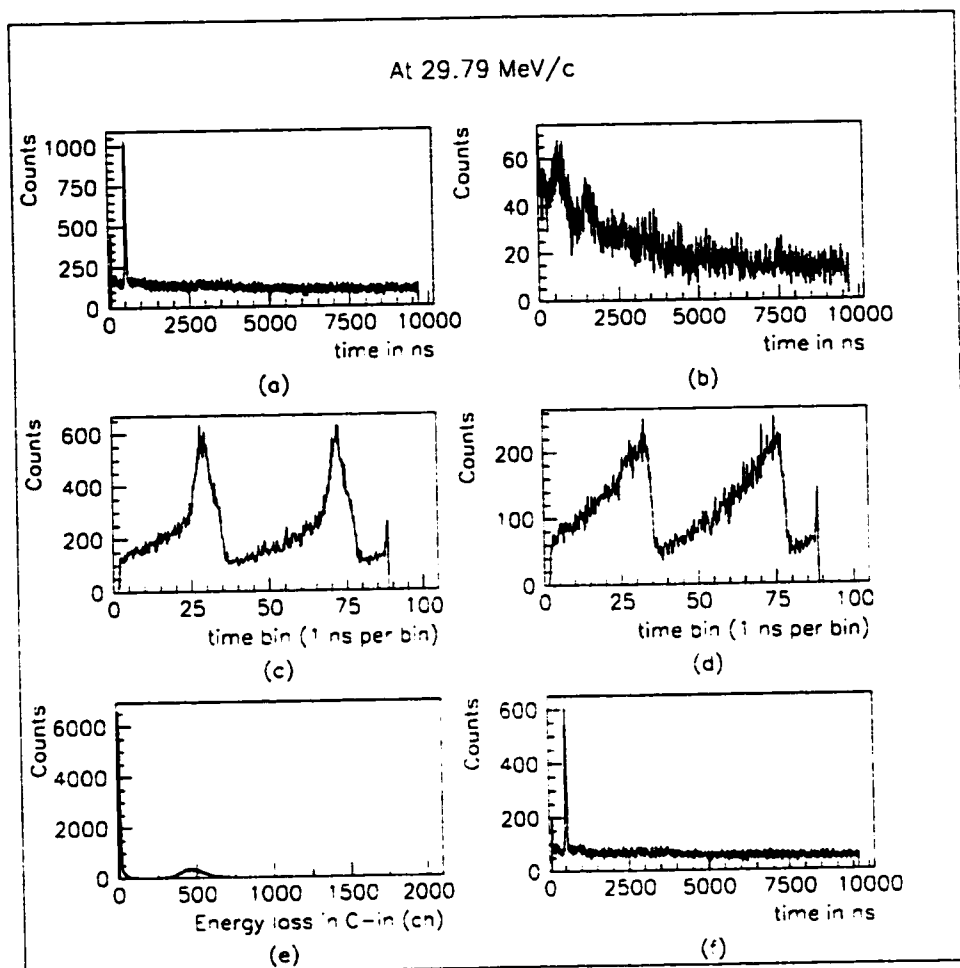 At 29.79 MeV/c
Counts
1000
750
500
250
0
0 2500 5000 7500 10000
time in ns
(a)
Counts
60
40
20
0
0 2500 5000 7500 10000
time in ns
(b)
Counts
600
400
200
0
0 25 50 75 100
time bin (1 ns per bin)
(c)
Counts
200
100
0
0 25 50 75 100
time bin (1 ns per bin)
(d)
Counts
6000
4000
2000
0
0 500 1000 1500 2000
Energy loss in C-in (ch)
(e)
Counts
600
400
200
0
0 2500 5000 7500 10000
time in ns
(f)